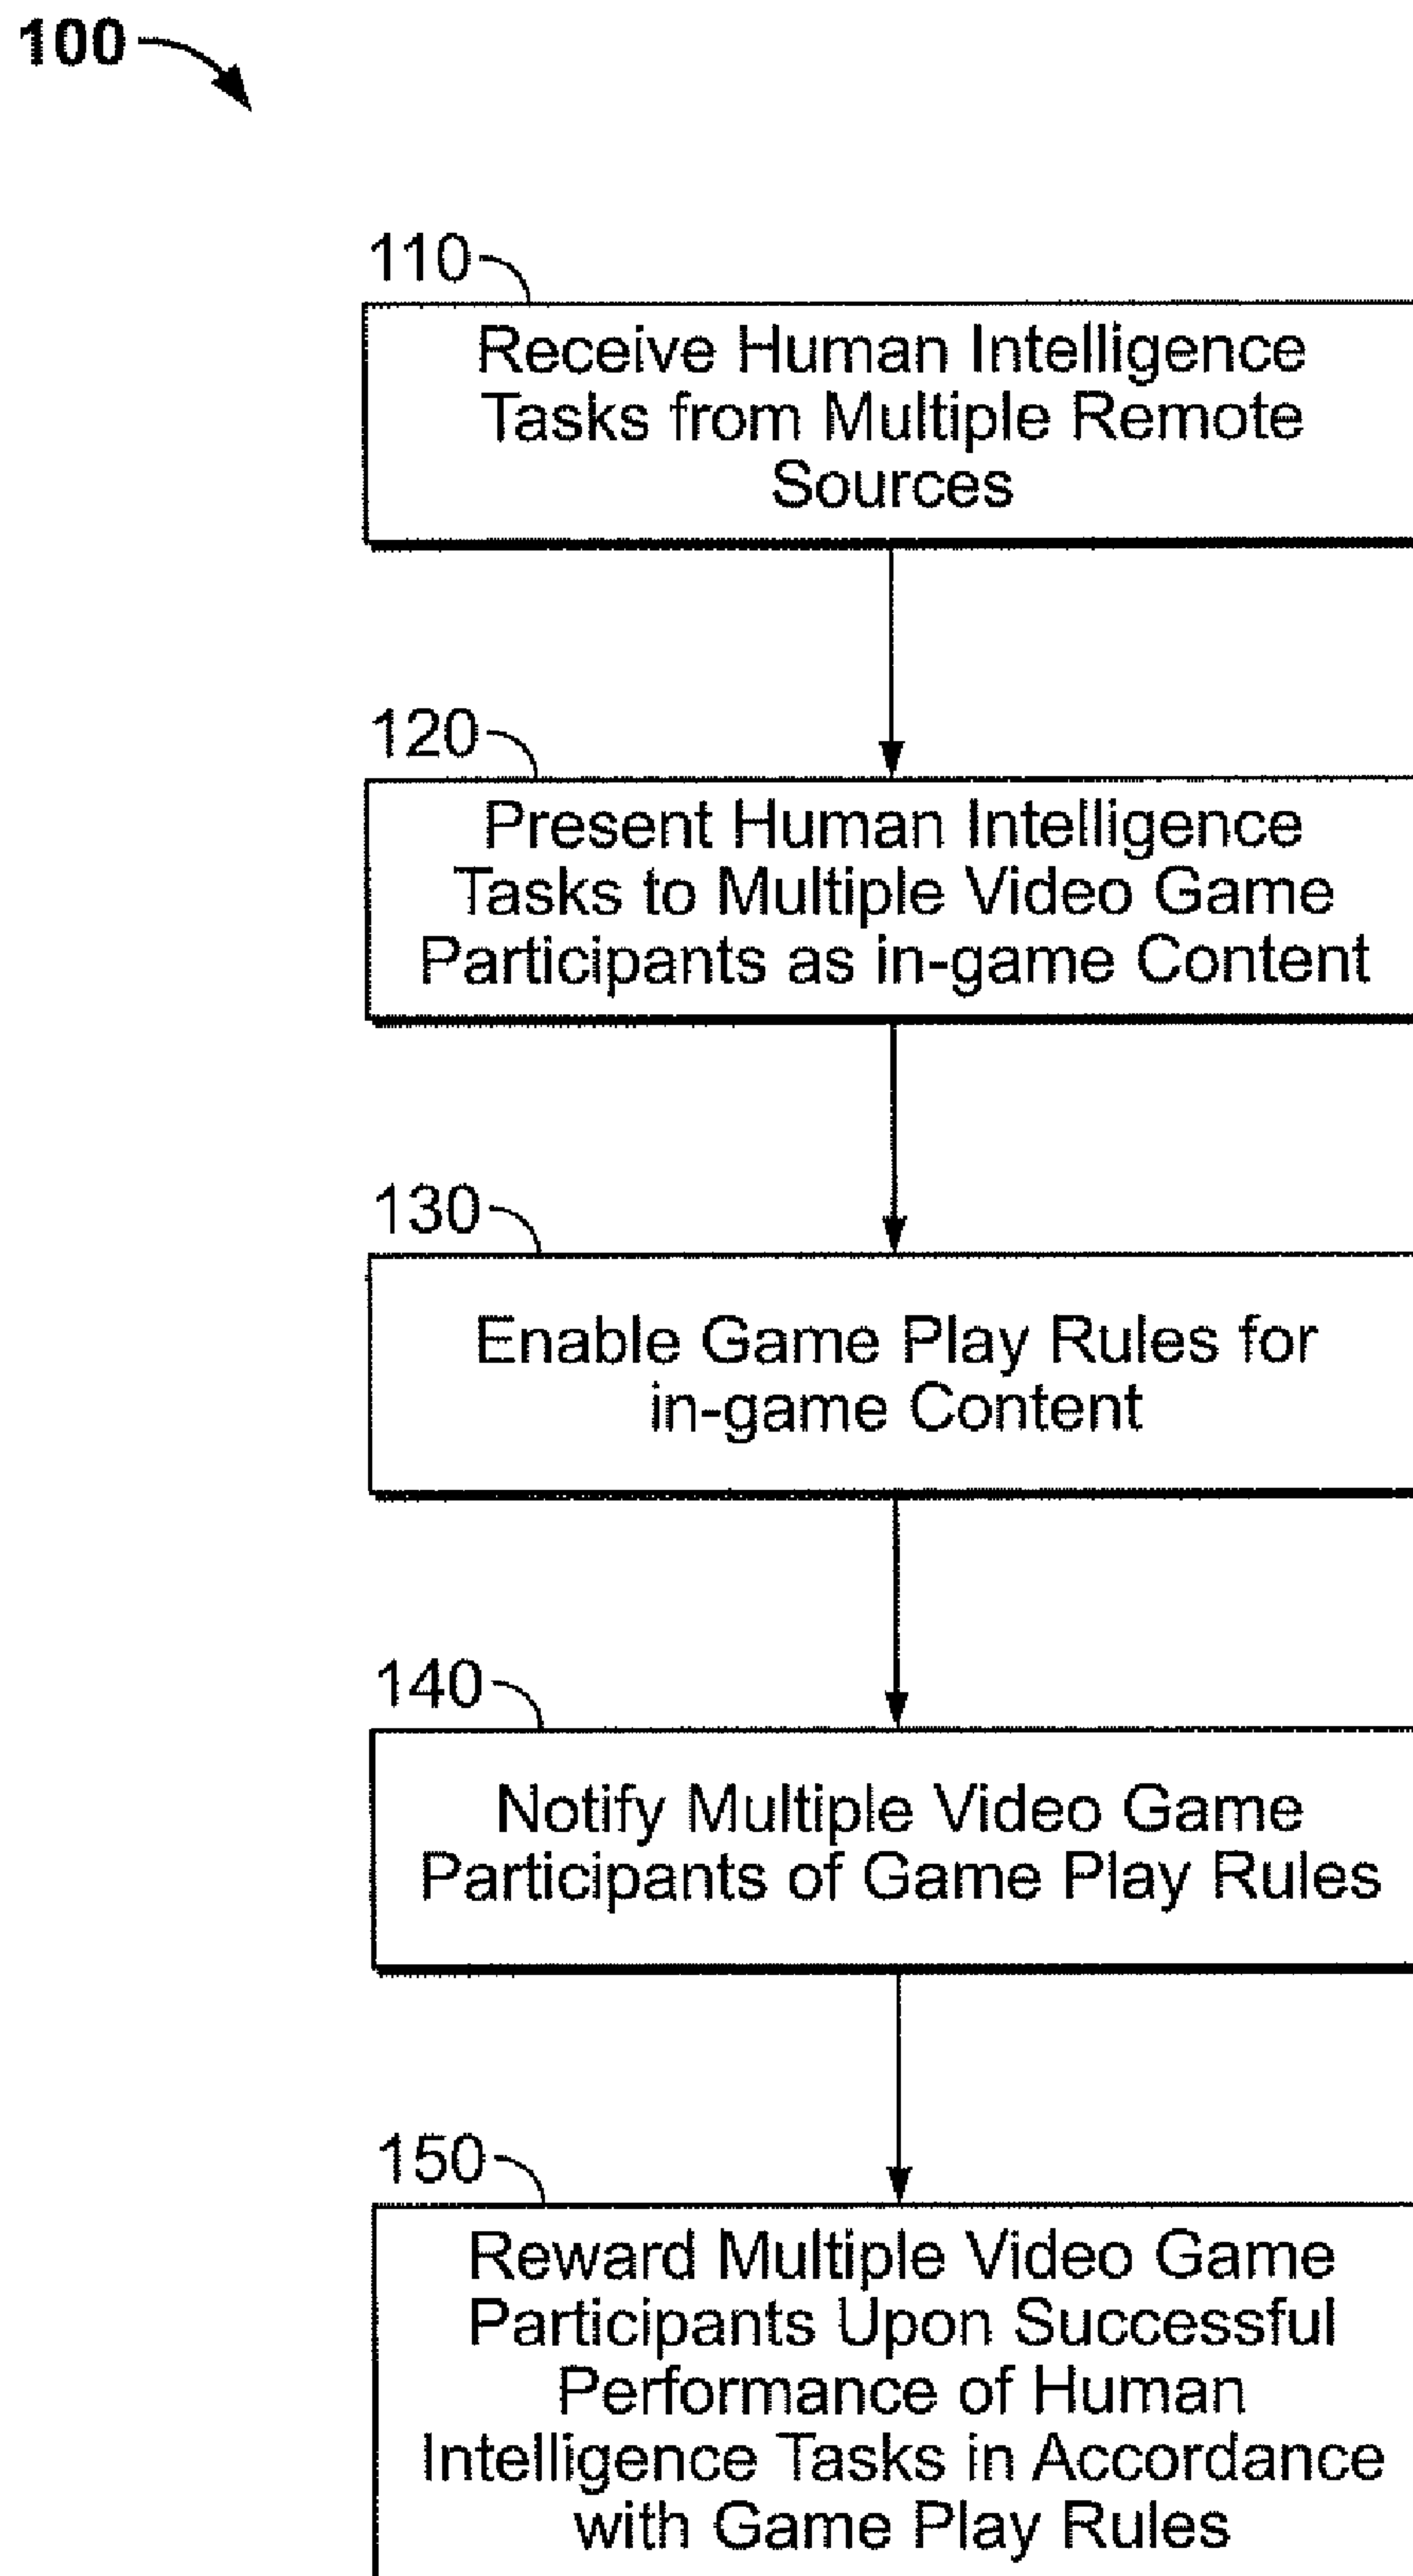 100
110
Receive Human Intelligence
Tasks from Multiple Remote
Sources
120
Present Human Intelligence
Tasks to Multiple Video Game
Participants as in-game Content
130
Enable Game Play Rules for
in-game Content
140
Notify Multiple Video Game
Participants of Game Play Rules
150
Reward Multiple Video Game
Participants Upon Successful
Performance of Human
Intelligence Tasks in Accordance
with Game Play Rules